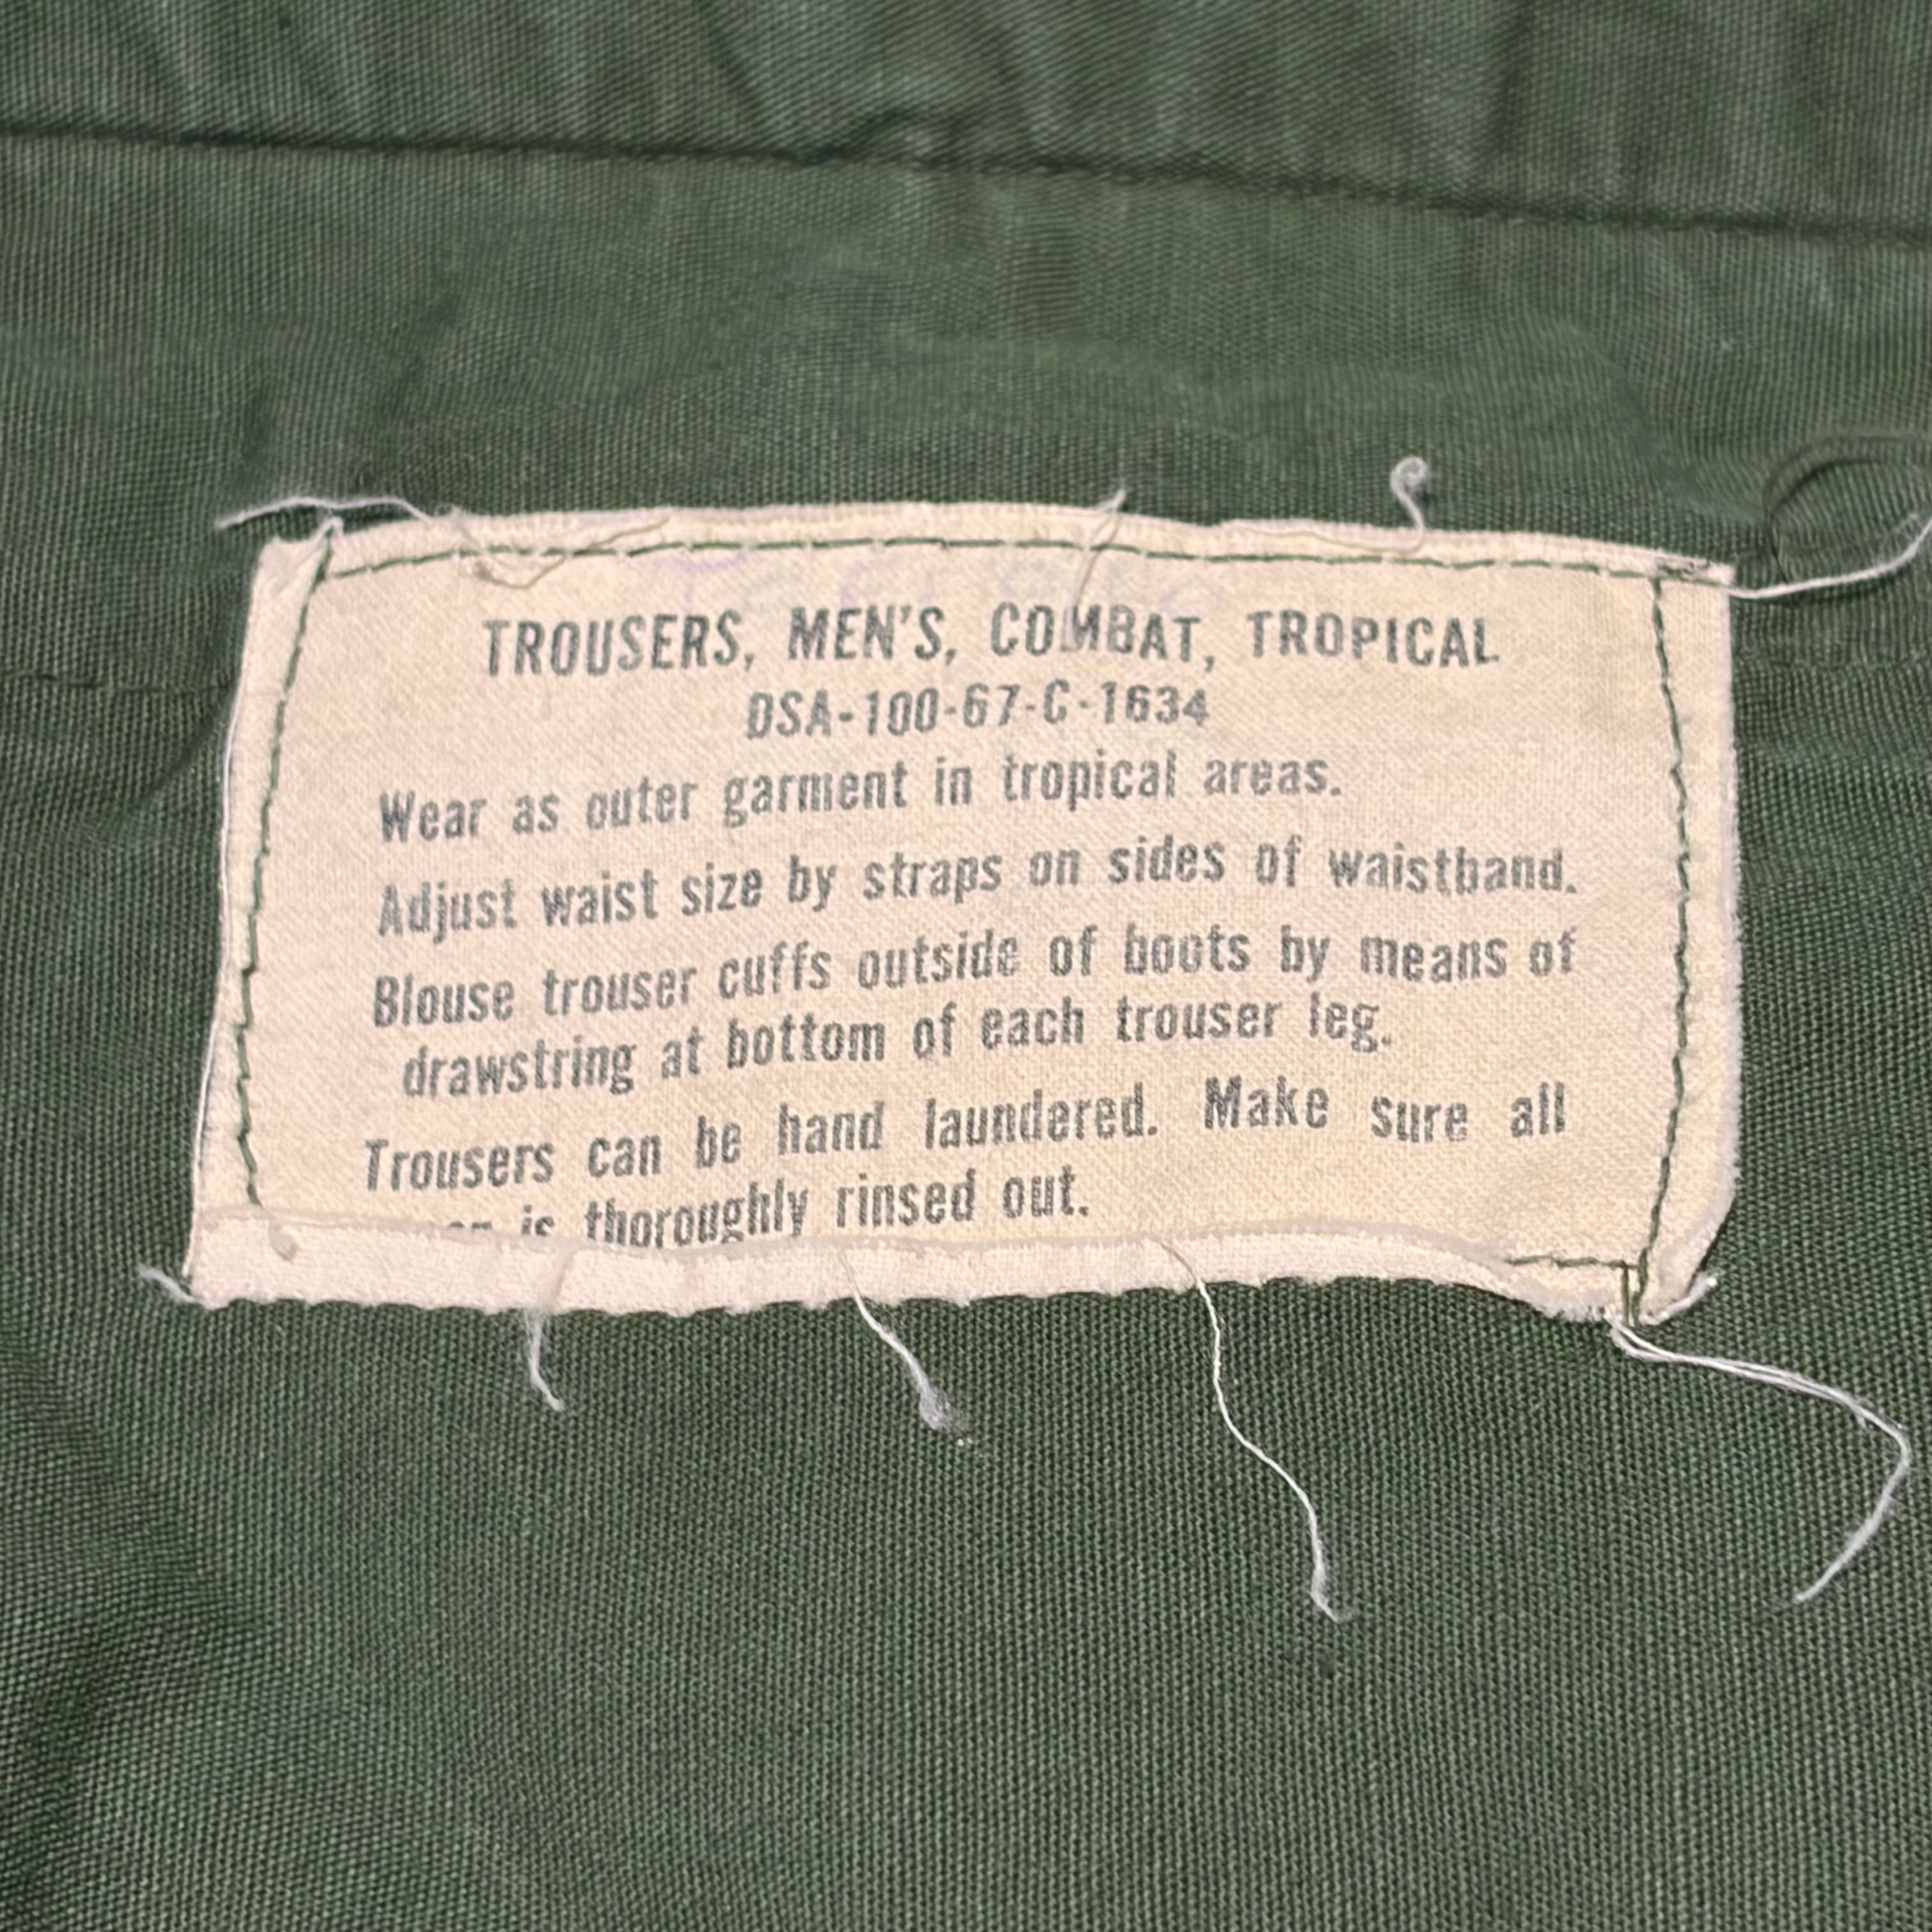 TROUSERS, MEN'S, COMBAT, TROPICAL
DSA-100-67-C-1634
Wear as outer garment in tropical areas.
Adjust waist size by straps on sides of waistband.
Blouse trouser cuffs outside of boots by means of
drawstring at bottom of each trouser leg.
Trousers can be hand laundered. Make sure all
is thoroughly rinsed out.